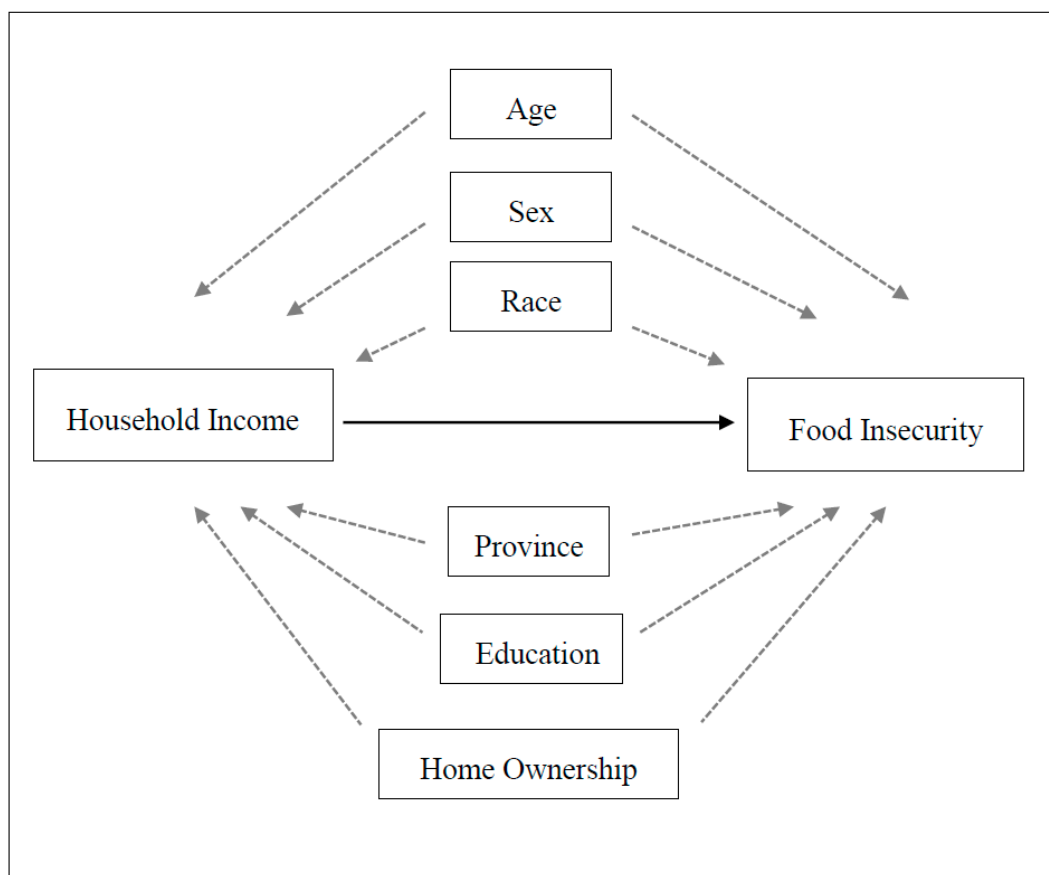 Age
Sex
Race
Household Income
Food Insecurity
Province
Education
Home Ownership